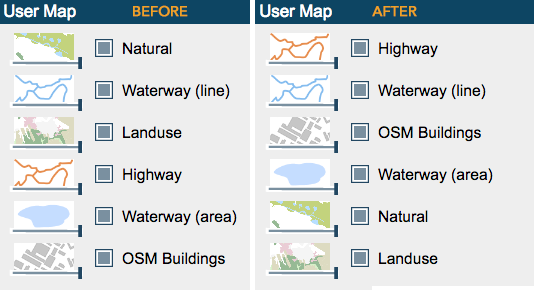 User Map BEFORE
Natural
Waterway (line)
Landuse
Highway
Waterway (area)
OSM Buildings
User Map AFTER
Highway
Waterway (line)
OSM Buildings
Waterway (area)
Natural
Landuse